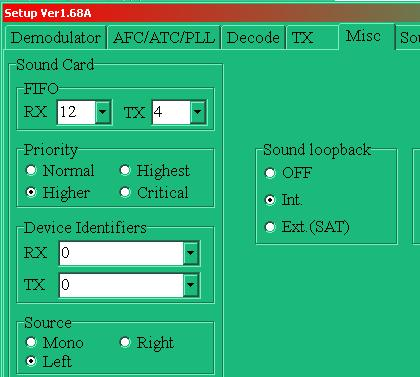 Setup Ver1.68A
Demodulator AFC/ATC/PLL Decode TX Misc
Sound Card
FIFO
RX 12 TX 4
Priority
Normal Highest
Higher Critical
Sound loopback
OFF
Int.
Ext.(SAT)
Device Identifiers
RX 0
TX 0
Source
Mono Right
Left